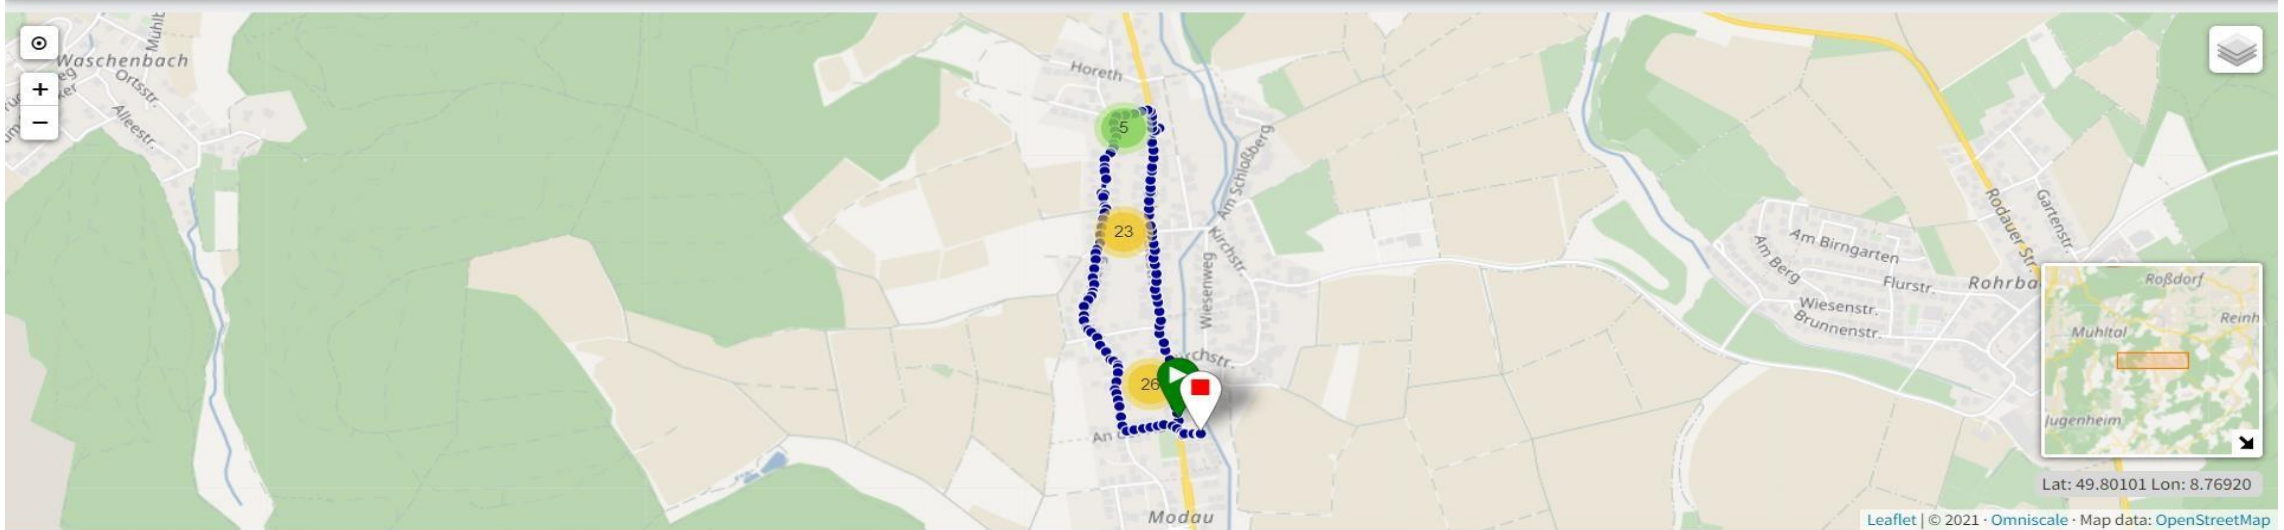 Waschenbach
Mühlt
Ortsstr.
Alleestr.
+
−
Horeth
5
23
26
Am Schloßberg
Kirchstr.
Wiesenweg
An
Modau
Am Birngarten
Am Berg
Flurstr.
Wiesenstr.
Brunnenstr.
Rodauer Str.
Gartenstr.
Rohrba
Roßdorf
Reinh
Muhltal
Jugenheim
Lat: 49.80101 Lon: 8.76920
Leaflet | © 2021 · Omniscale · Map data: OpenStreetMap